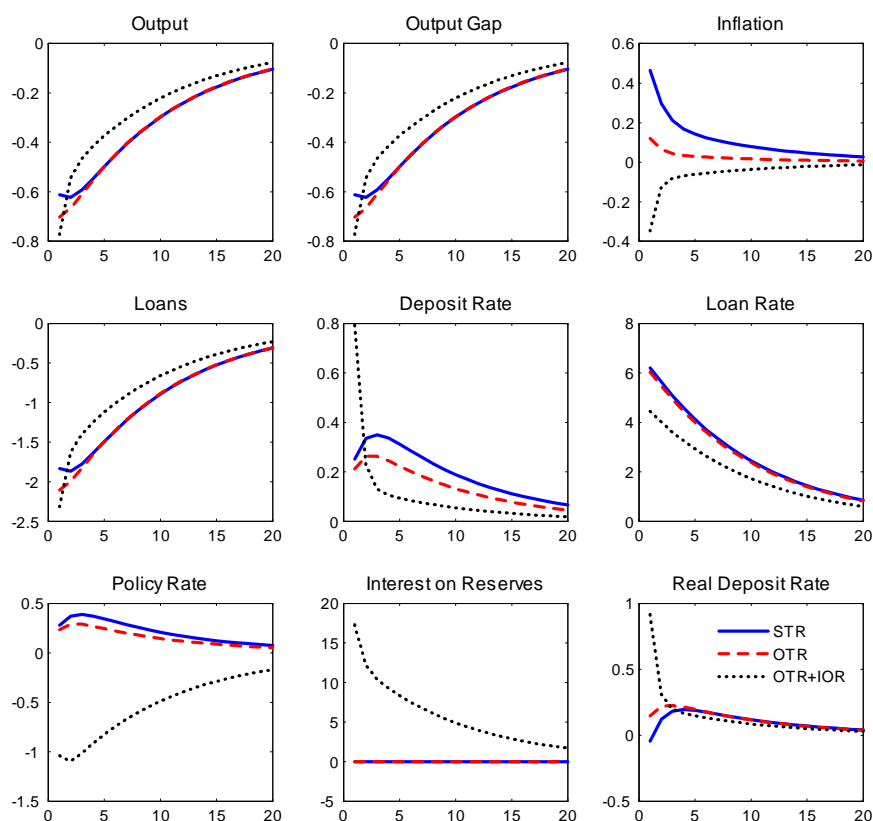 Output
Output Gap
Inflation
0
-0.2
-0.4
-0.6
-0.8
0 5 10 15 20
0
-0.2
-0.4
-0.6
-0.8
0 5 10 15 20
0.6
0.4
0.2
0
-0.2
-0.4
0 5 10 15 20
Loans
Deposit Rate
Loan Rate
0
-0.5
-1
-1.5
-2
-2.5
0 5 10 15 20
0.8
0.6
0.4
0.2
0
0 5 10 15 20
8
6
4
2
0
0 5 10 15 20
Policy Rate
Interest on Reserves
Real Deposit Rate
0.5
0
-0.5
-1
-1.5
0 5 10 15 20
20
15
10
5
0
-5
0 5 10 15 20
1
0.5
0
-0.5
0 5 10 15 20
STR
OTR
OTR+IOR